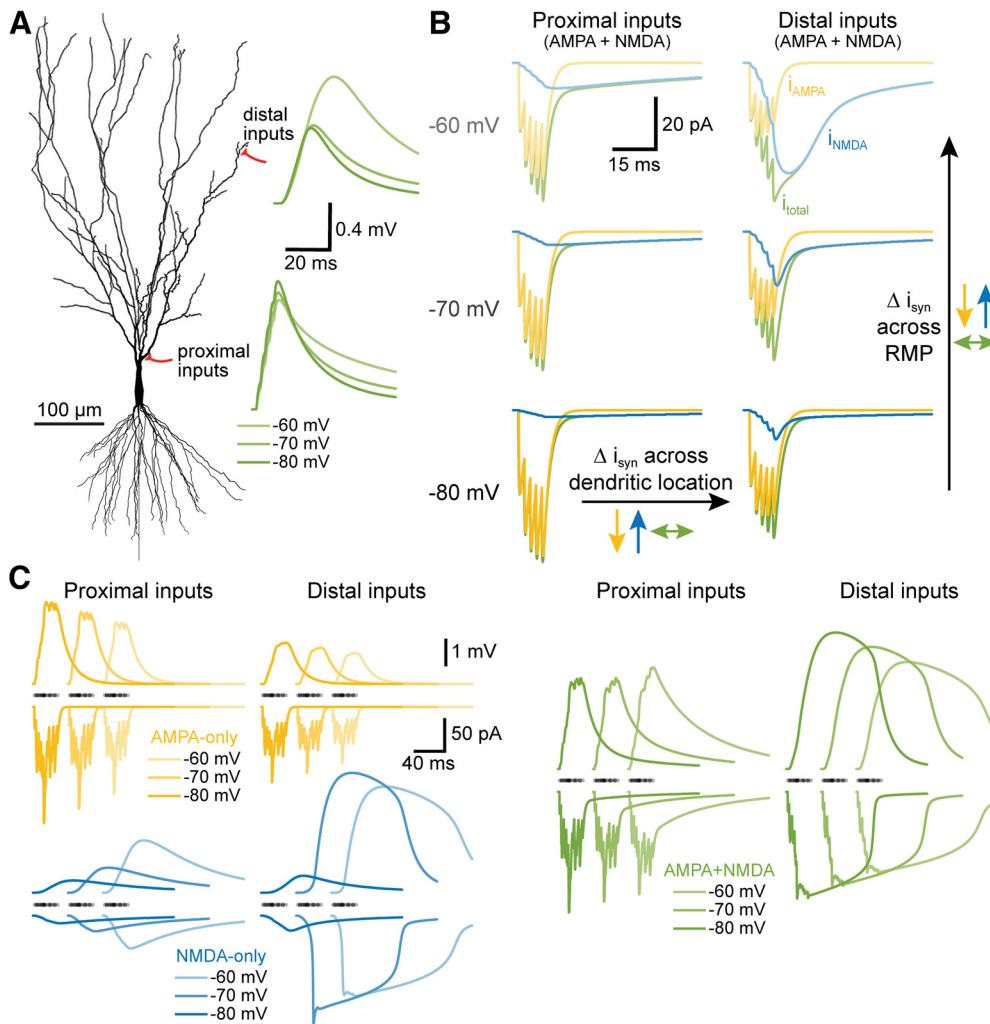 A
distal
inputs
0.4 mV
20 ms
proximal
inputs
100 µm
-60 mV
-70 mV
-80 mV
B
Proximal inputs
(AMPA + NMDA)
Distal inputs
(AMPA + NMDA)
-60 mV
20 pA
15 ms
iAMPA
iNMDA
itotal
-70 mV
Δ isyn
across
RMP
-80 mV
Δ isyn across
dendritic location
C
Proximal inputs
Distal inputs
1 mV
50 pA
40 ms
AMPA-only
-60 mV
-70 mV
-80 mV
NMDA-only
-60 mV
-70 mV
-80 mV
Proximal inputs
Distal inputs
AMPA+NMDA
-60 mV
-70 mV
-80 mV